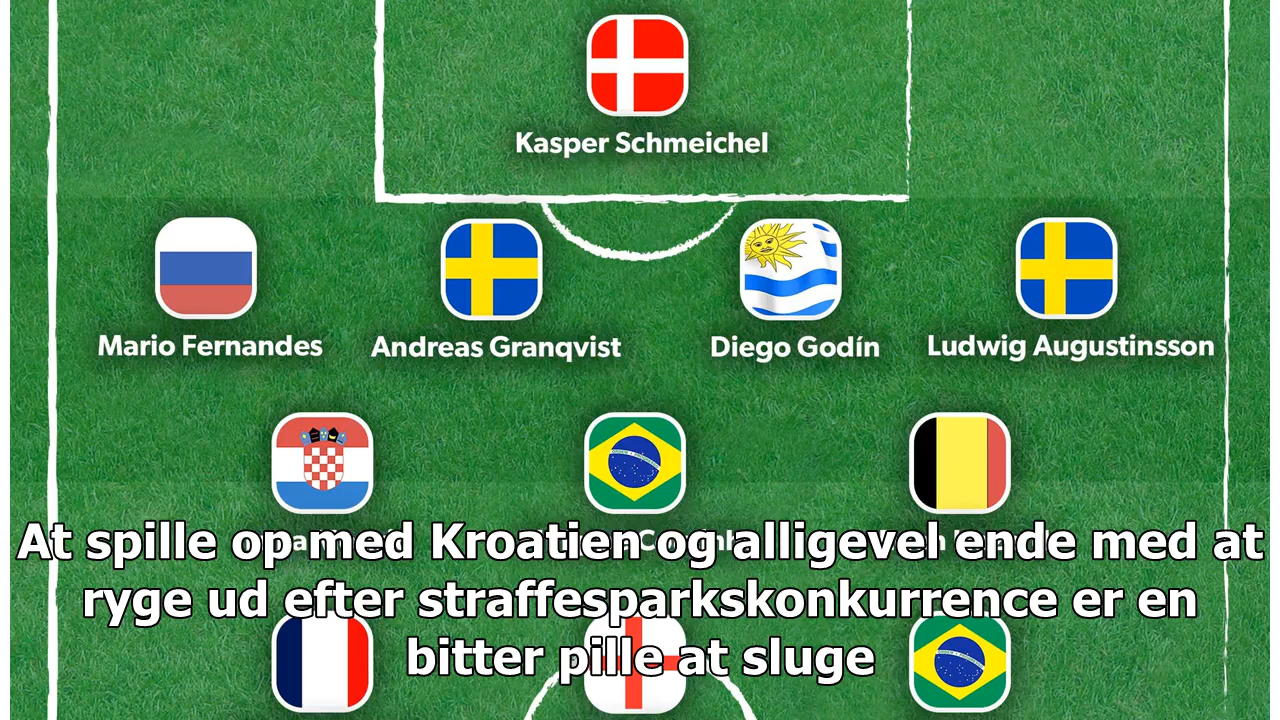 Kasper Schmeichel
Mario Fernandes
Andreas Granqvist
Diego Godín
Ludwig Augustinsson
At spille op med Kroatien og alligevel ende med at
ryge ud efter straffesparkskonkurrence er en
bitter pille at sluge